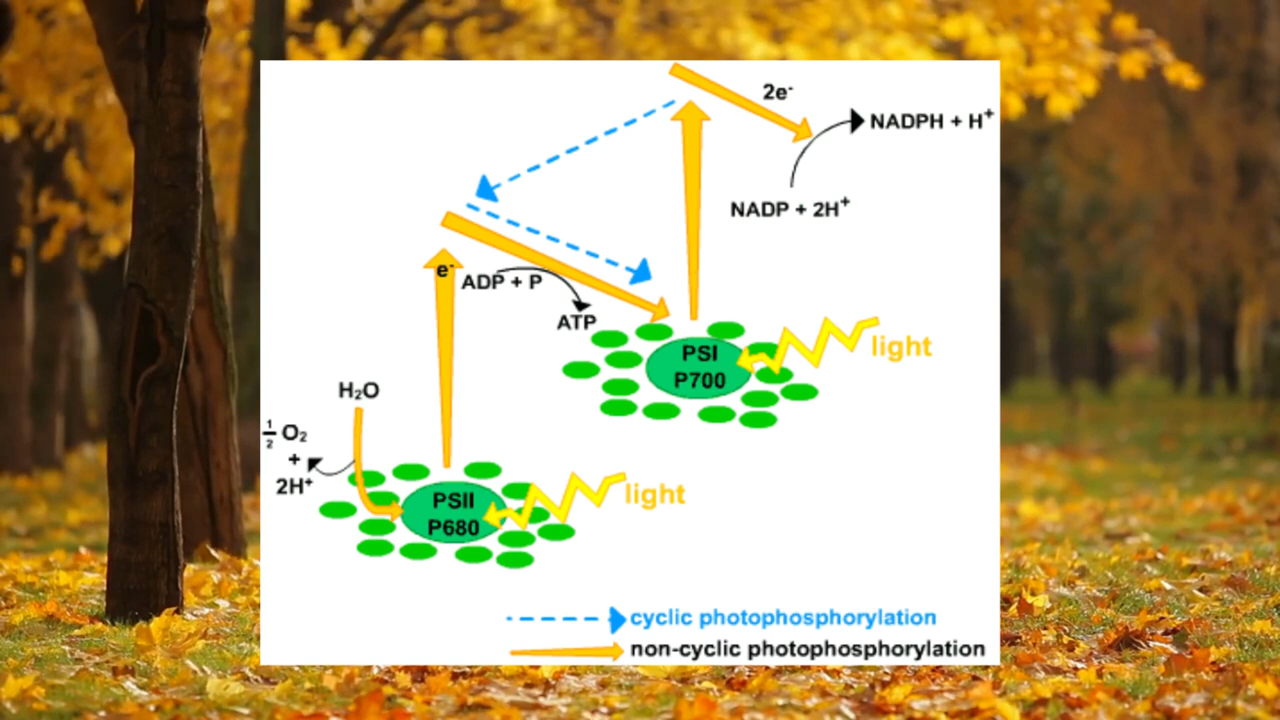 2e⁻
NADPH + H⁺
NADP + 2H⁺
e⁻
ADP + P
ATP
PSI
P700
light
H₂O
½ O₂
+
2H⁺
PSII
P680
light
cyclic photophosphorylation
non-cyclic photophosphorylation